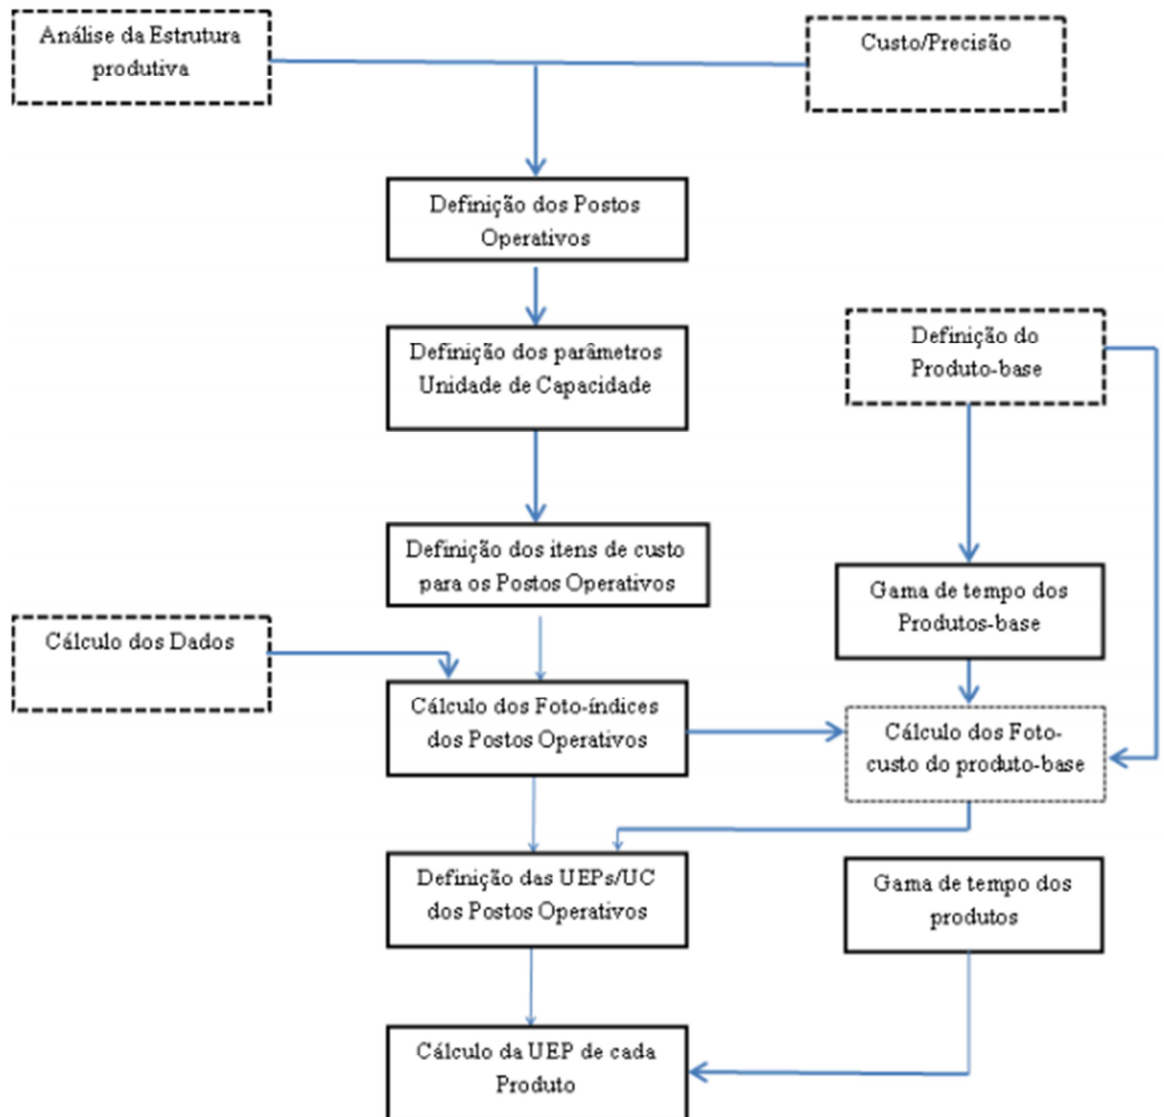 Análise da Estrutura
produtiva
Custo/Precisão
Definição dos Postos
Operativos
Definição dos parâmetros
Unidade de Capacidade
Definição do
Produto-base
Definição dos itens de custo
para os Postos Operativos
Gama de tempo dos
Produtos-base
Cálculo dos Dados
Cálculo dos Foto-índices
dos Postos Operativos
Cálculo dos Foto-
custo do produto-base
Definição das UEPs/UC
dos Postos Operativos
Gama de tempo dos
produtos
Cálculo da UEP de cada
Produto